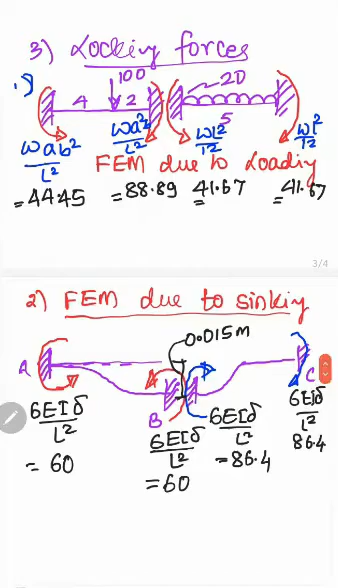 3) Locking forces
100
20
1)
4 2
5
Wab²/L²
Wa²b/L²
Wl²/12
Wl²/12
FEM due to Loading
= 44.45
= 88.89
41.67
=
= 41.67
3/4
2) FEM due to sinking
0.015m
A
B
C
6EIδ/L²
= 60
6EIδ/L²
= 60
6EIδ/L²
= 86.4
6EIδ/L²
86.4